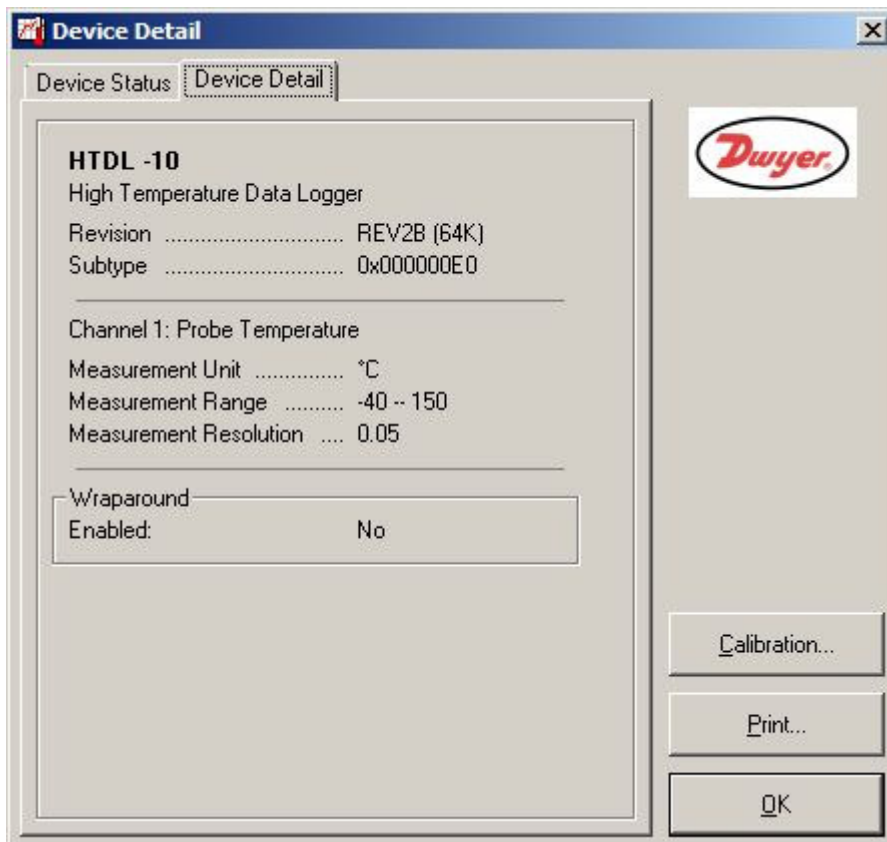 Device Detail
Device Status
Device Detail
HTDL -10
High Temperature Data Logger
Revision ............................ REV2B (64K)
Subtype ............................ 0x000000E0
Channel 1: Probe Temperature
Measurement Unit ............... °C
Measurement Range .......... -40 -- 150
Measurement Resolution .... 0.05
Wraparound
Enabled: No
Dwyer®
Calibration...
Print...
OK